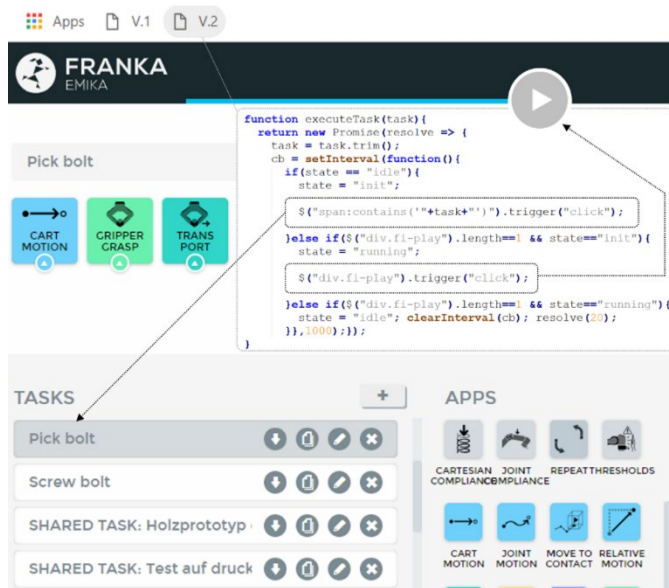 Apps V.1 V.2
FRANKA
EMIKA
function executeTask(task){
return new Promise(resolve => {
task = task.trim();
cb = setInterval(function(){
if(state == "idle"){
state = "init";
$("span:contains('"+task+"')").trigger("click");
}else if($("div.fi-play").length==1 && state=="init"){
state = "running";
$("div.fi-play").trigger("click");
}else if($("div.fi-play").length==1 && state=="running"){
state = "idle"; clearInterval(cb); resolve(20);
}},1000);});
}
Pick bolt
CART
MOTION
GRIPPER
GRASP
TRANS
PORT
TASKS
+
Pick bolt
Screw bolt
SHARED TASK: Holzprototyp
SHARED TASK: Test auf druck
APPS
CARTESIAN
COMPLIANCE
JOINT
COMPLIANCE
REPEAT
THRESHOLDS
CART
MOTION
JOINT
MOTION
MOVE TO
CONTACT
RELATIVE
MOTION